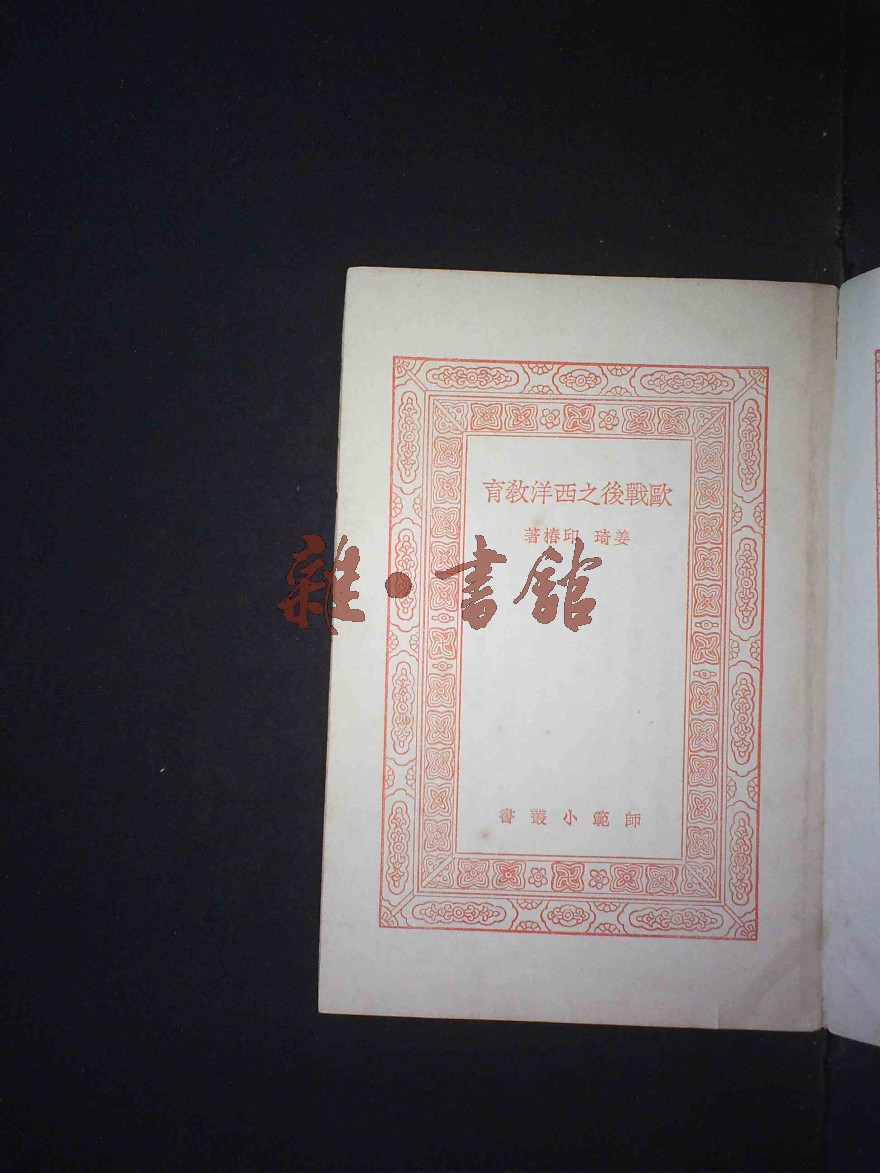 歐戰後之西洋敎育
姜琦 邱椿著
雜·書館
師範小叢書